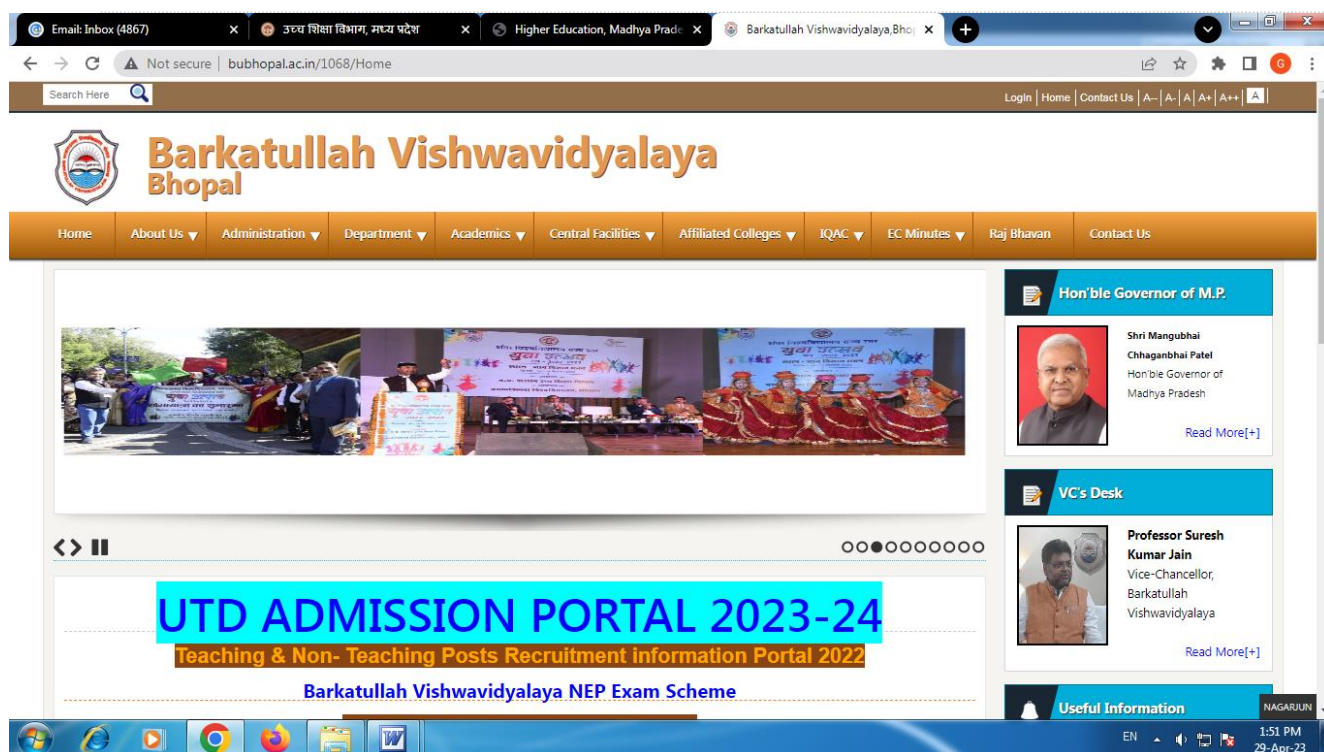 Email: Inbox (4867)
उच्च शिक्षा विभाग, मध्य प्रदेश
Higher Education, Madhya Prade
Barkatullah Vishwavidyalaya,Bho
Not secure | bubhopal.ac.in/1068/Home
G
Search Here
Login | Home | Contact Us | A-- | A- | A | A+ | A++ | A |
Barkatullah Vishwavidyalaya
Bhopal
Home
About Us
Administration
Department
Academics
Central Facilities
Affiliated Colleges
IQAC
EC Minutes
Raj Bhavan
Contact Us
युवा उत्सव
युवा उत्सव
Hon'ble Governor of M.P.
Shri Mangubhai
Chhaganbhai Patel
Hon'ble Governor of
Madhya Pradesh
Read More[+]
VC's Desk
Professor Suresh
Kumar Jain
Vice-Chancellor,
Barkatullah
Vishwavidyalaya
Read More[+]
UTD ADMISSION PORTAL 2023-24
Teaching & Non- Teaching Posts Recruitment information Portal 2022
Barkatullah Vishwavidyalaya NEP Exam Scheme
Useful Information
NAGARJUN
EN
1:51 PM
29-Apr-23